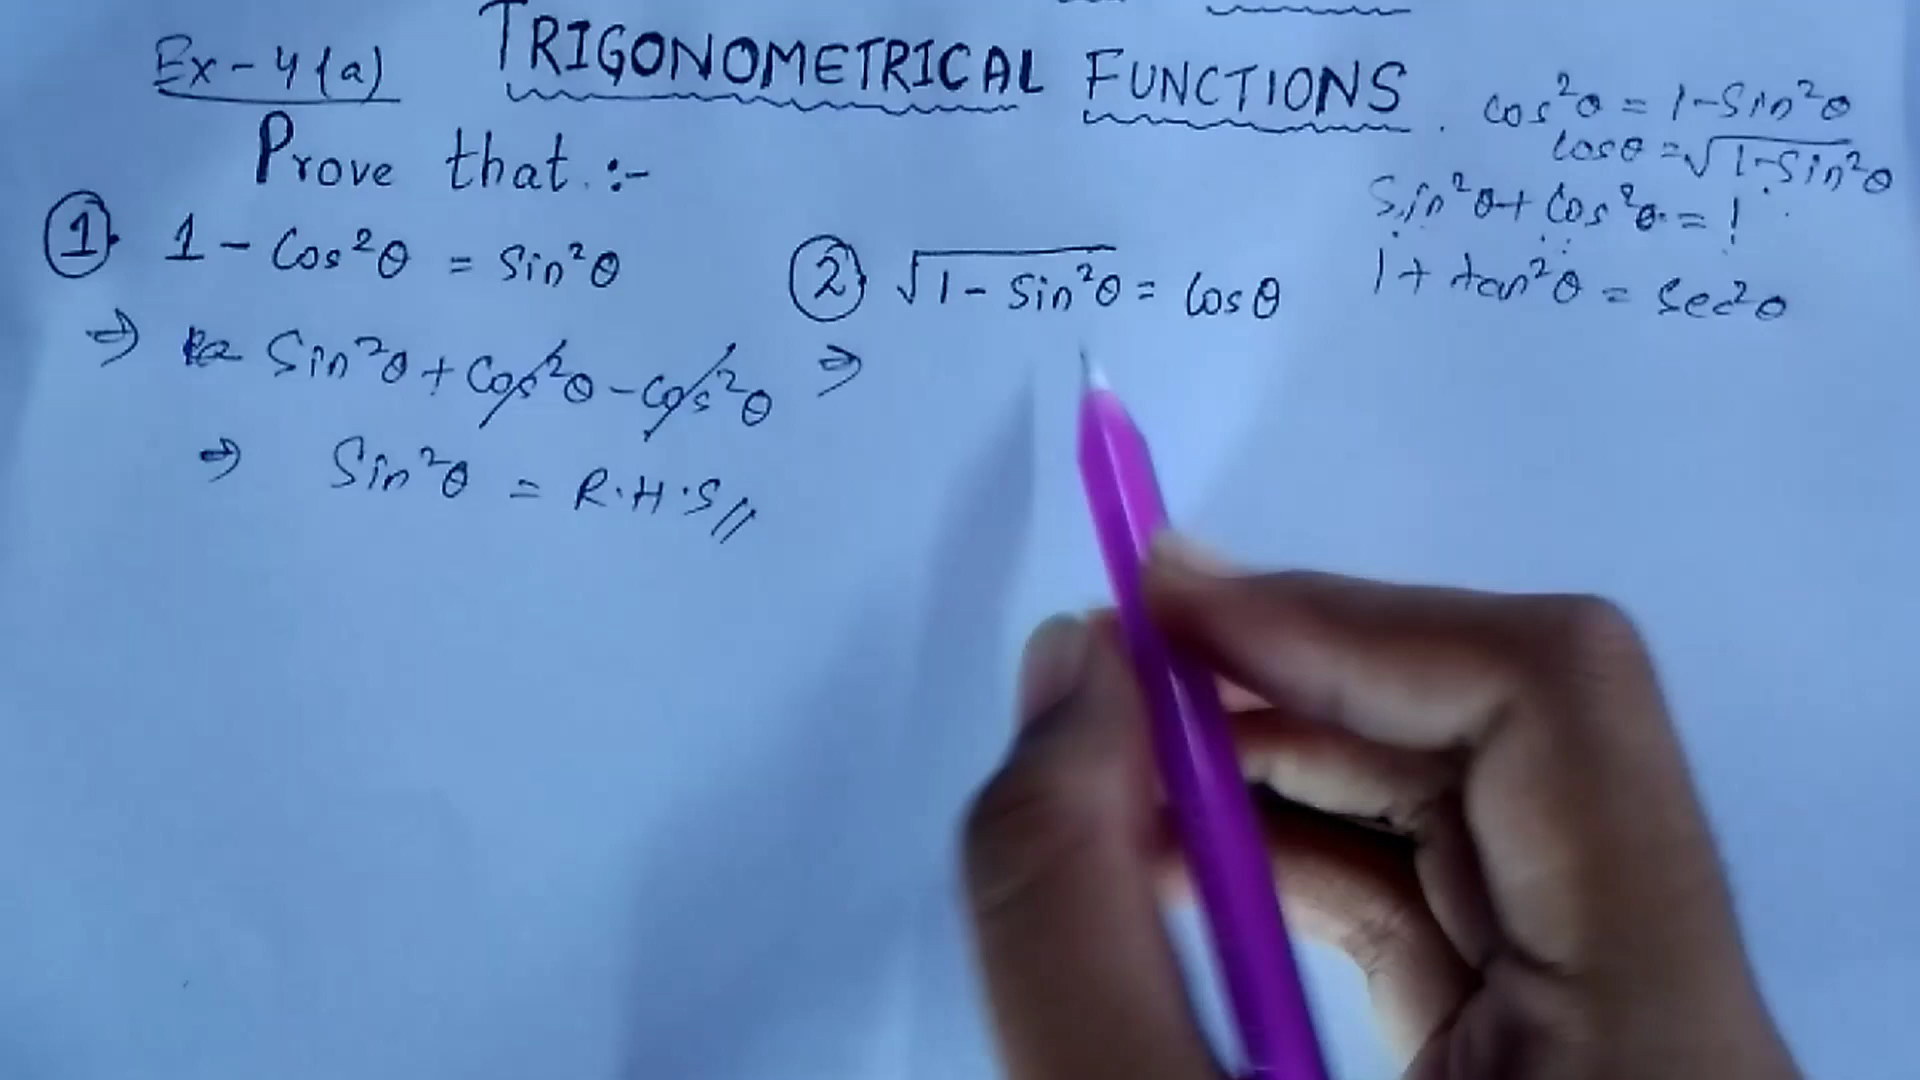 Ex-4(a) TRIGONOMETRICAL FUNCTIONS.
Prove that :-
① 1 - Cos²θ = Sin²θ
⇒ Sin²θ + Cos²θ - Cos²θ
⇒ Sin²θ = R.H.S//
② √(1 - Sin²θ) = Cosθ
⇒
cos²θ = 1-Sin²θ
Cosθ = √(1-Sin²θ)
Sin²θ + Cos²θ = 1
1 + tan²θ = Sec²θ